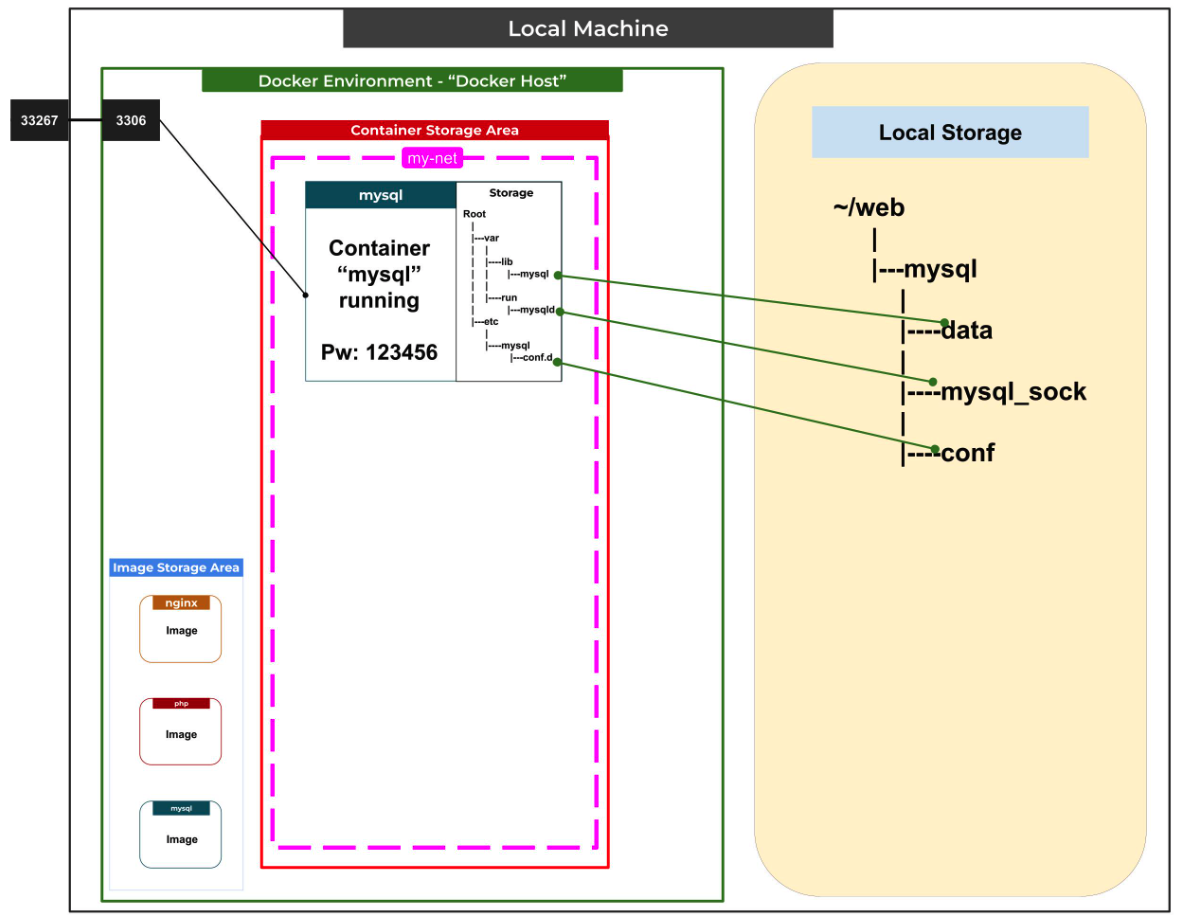 Local Machine
Docker Environment - “Docker Host”
33267
3306
Container Storage Area
my-net
mysql
Container
“mysql”
running
Pw: 123456
Storage
Root
|
|---var
|
|----lib
|---mysql
|
|----run
|---mysqld
|---etc
|
|----mysql
|---conf.d
Local Storage
~/web
|
|---mysql
|
|----data
|
|----mysql_sock
|
|----conf
Image Storage Area
nginx
Image
php
Image
mysql
Image